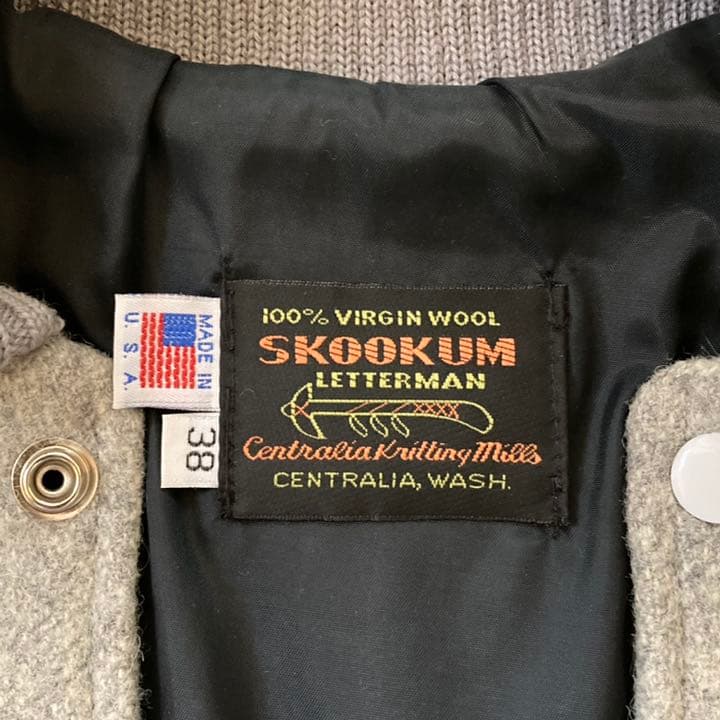 100% VIRGIN WOOL
SKOOKUM
LETTERMAN
Centralia Knitting Mills
CENTRALIA, WASH.
MADE IN
U.S.A.
38